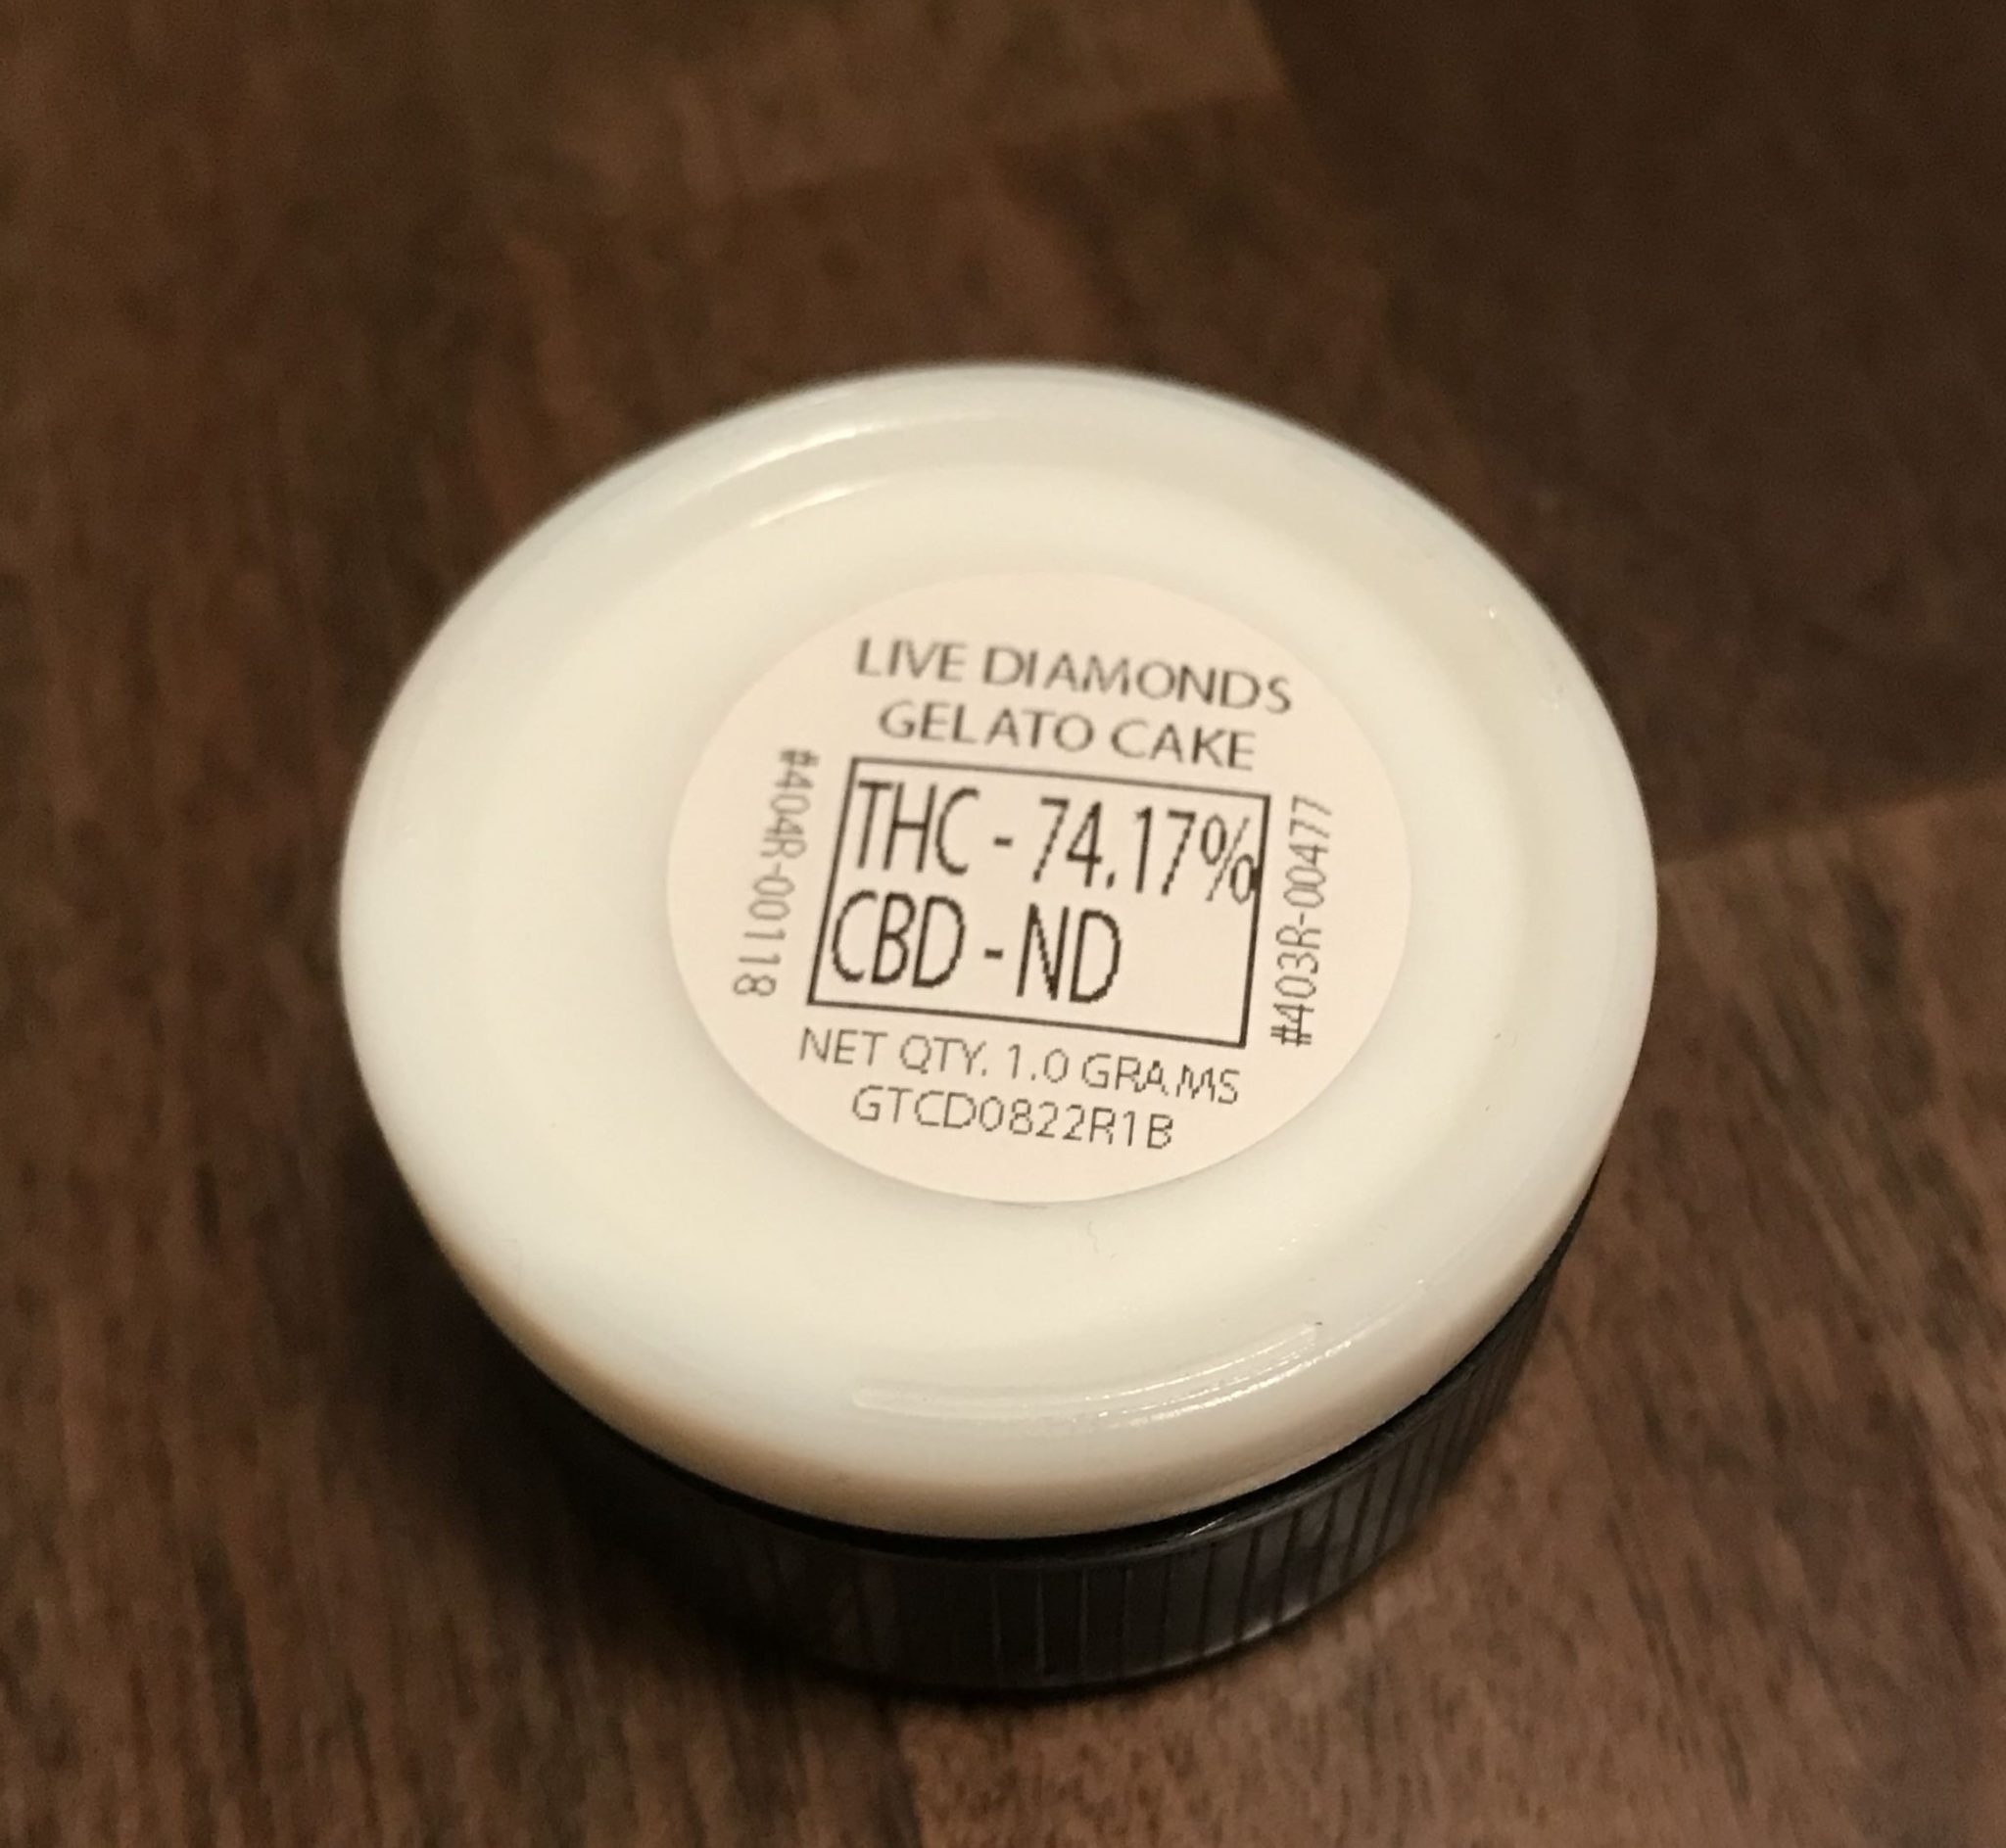 LIVE DIAMONDS
GELATO CAKE
#404R-00118
THC - 74.17%
CBD - ND
#403R-00477
NET QTY. 1.0 GRAMS
GTCD0822R1B